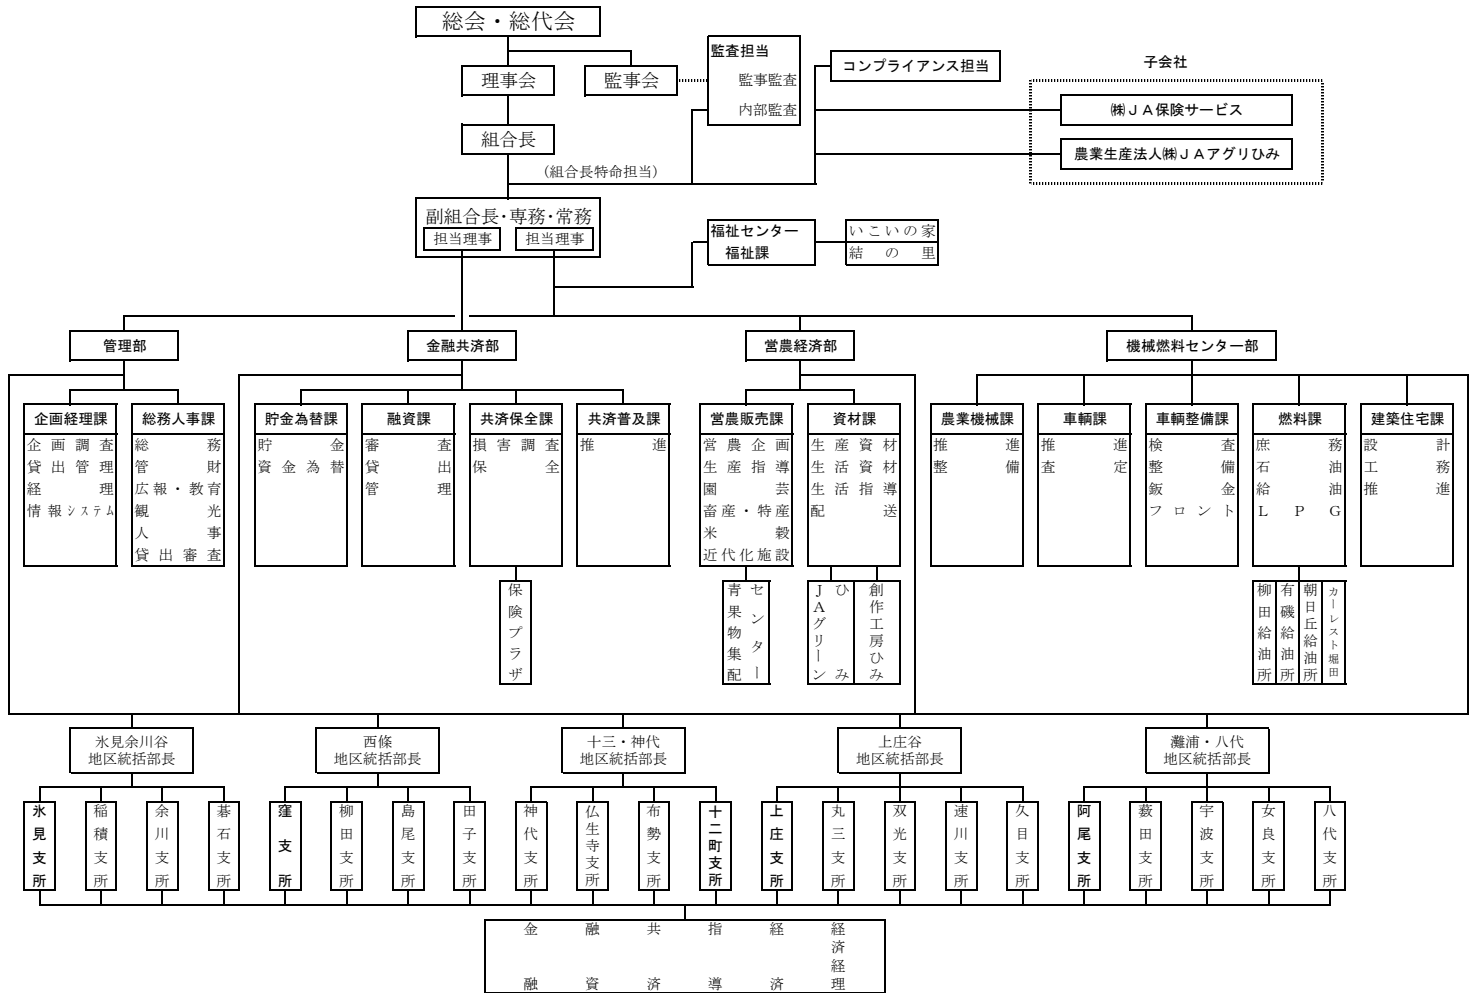 総会・総代会
理事会
監事会
監査担当
監事監査
内部監査
コンプライアンス担当
子会社
㈱ＪＡ保険サービス
農業生産法人㈱ＪＡアグリひみ
組合長
(組合長特命担当)
副組合長・専務・常務
担当理事
担当理事
福祉センター
福祉課
いこいの家
結の里
管理部
金融共済部
営農経済部
機械燃料センター部
企画経理課
企画調査
貸出管理
経理
情報システム
総務人事課
総務
管財
広報・教育
観光
人事
貸出審査
貯金為替課
貯金
資金為替
融資課
審査
貸出
管理
共済保全課
損害調査
保全
保険プラザ
共済普及課
推進
営農販売課
営農企画
生産指導
園芸
畜産・特産
米穀
近代化施設
青果物集配
センター
資材課
生産資材
生活資材
生活指導
配送
ＪＡグリーン
ひみ
創作工房ひみ
農業機械課
推進
整備
車輌課
推進
査定
車輌整備課
検査
整備
鈑金
フロント
燃料課
庶務
石油
給油
ＬＰＧ
柳田給油所
有磯給油所
朝日丘給油所
カーレスト堀田
建築住宅課
設計
工務
推進
氷見余川谷
地区統括部長
西條
地区統括部長
十三・神代
地区統括部長
上庄谷
地区統括部長
灘浦・八代
地区統括部長
氷見支所
稲積支所
余川支所
碁石支所
窪支所
柳田支所
島尾支所
田子支所
神代支所
仏生寺支所
布勢支所
十二町支所
上庄支所
丸三支所
双光支所
速川支所
久目支所
阿尾支所
薮田支所
宇波支所
女良支所
八代支所
金融
融資
共済
指導
経済
経済経理